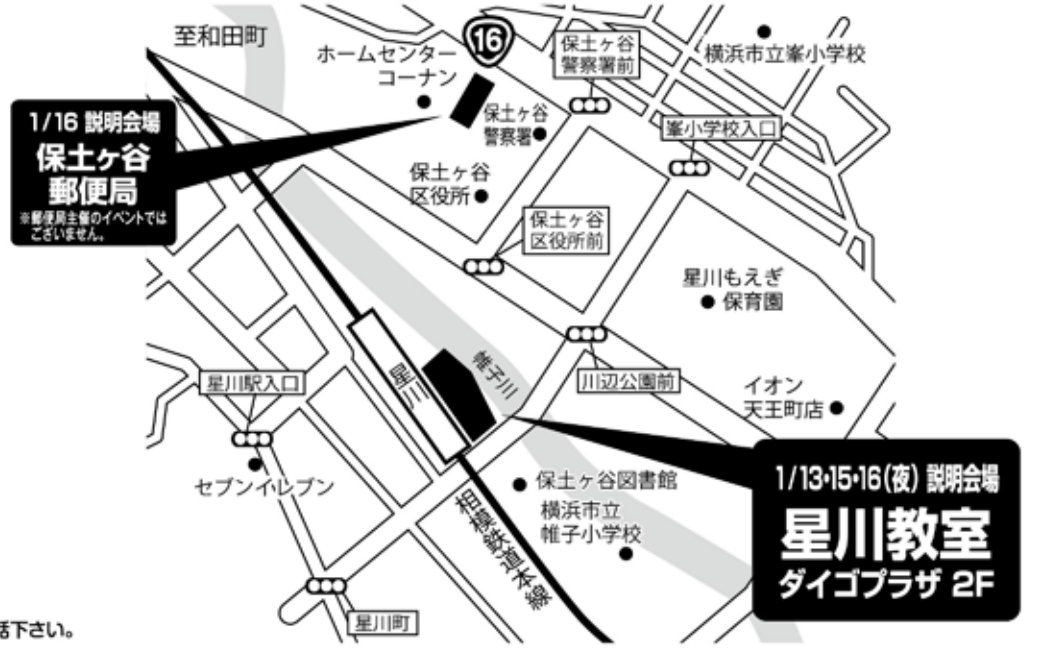 至和田町
ホームセンター
コーナン
16
保土ヶ谷
警察署前
横浜市立峯小学校
1/16 説明会場
保土ヶ谷
郵便局
※郵便局主催のイベントでは
ございません。
保土ヶ谷
警察署
峯小学校入口
保土ヶ谷
区役所
保土ヶ谷
区役所前
星川もえぎ
保育園
星川
帷子川
星川駅入口
川辺公園前
イオン
天王町店
セブンイレブン
保土ヶ谷図書館
横浜市立
帷子小学校
相模鉄道本線
1/13・15・16(夜) 説明会場
星川教室
ダイゴプラザ 2F
星川町
話下さい。